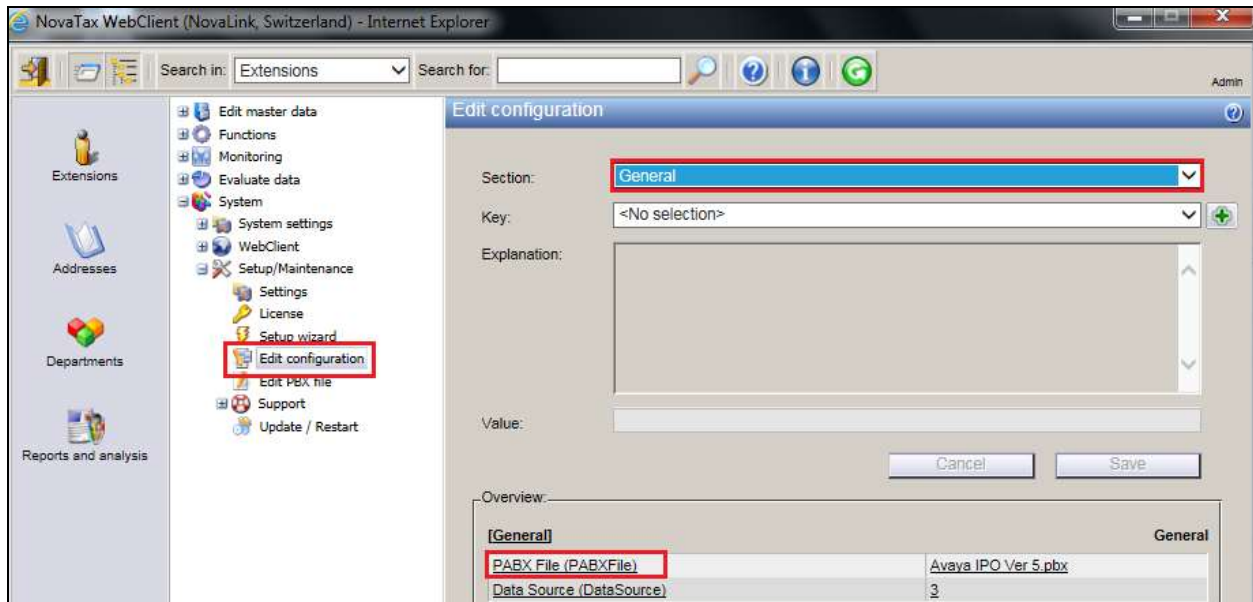 NovaTax WebClient (NovaLink, Switzerland) - Internet Explorer
Search in: Extensions Search for:
Admin
Extensions
Addresses
Departments
Reports and analysis
Edit master data
Functions
Monitoring
Evaluate data
System
System settings
WebClient
Setup/Maintenance
Settings
License
Setup wizard
Edit configuration
Edit PBX file
Support
Update / Restart
Edit configuration
Section: General
Key: <No selection>
Explanation:
Value:
Cancel Save
Overview:
[General] General
PABX File (PABXFile) Avaya IPO Ver 5.pbx
Data Source (DataSource) 3